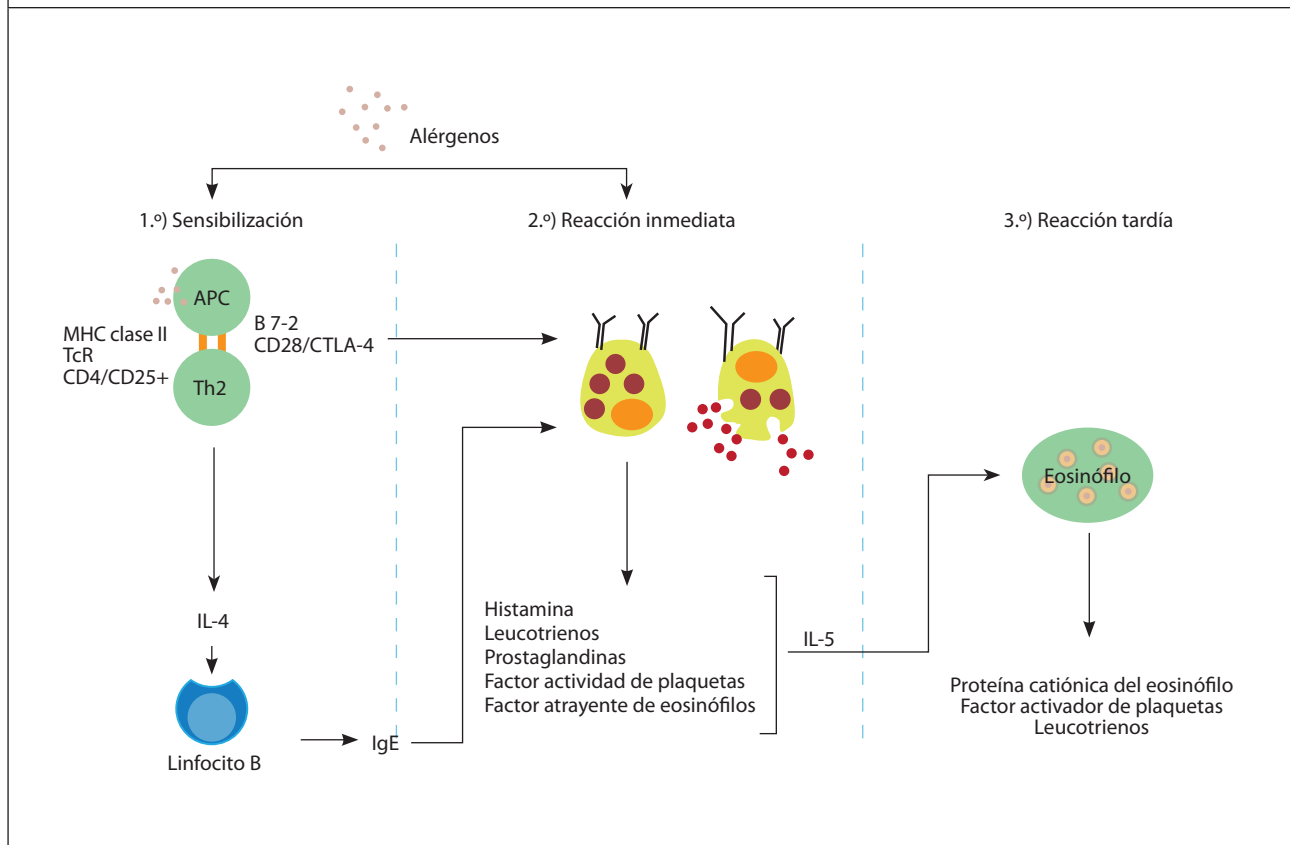 Alérgenos
1.º) Sensibilización
2.º) Reacción inmediata
3.º) Reacción tardía
APC
MHC clase II
TcR
CD4/CD25+
B 7-2
CD28/CTLA-4
Th2
IL-4
Linfocito B
IgE
Histamina
Leucotrienos
Prostaglandinas
Factor actividad de plaquetas
Factor atrayente de eosinófilos
IL-5
Eosinófilo
Proteína catiónica del eosinófilo
Factor activador de plaquetas
Leucotrienos